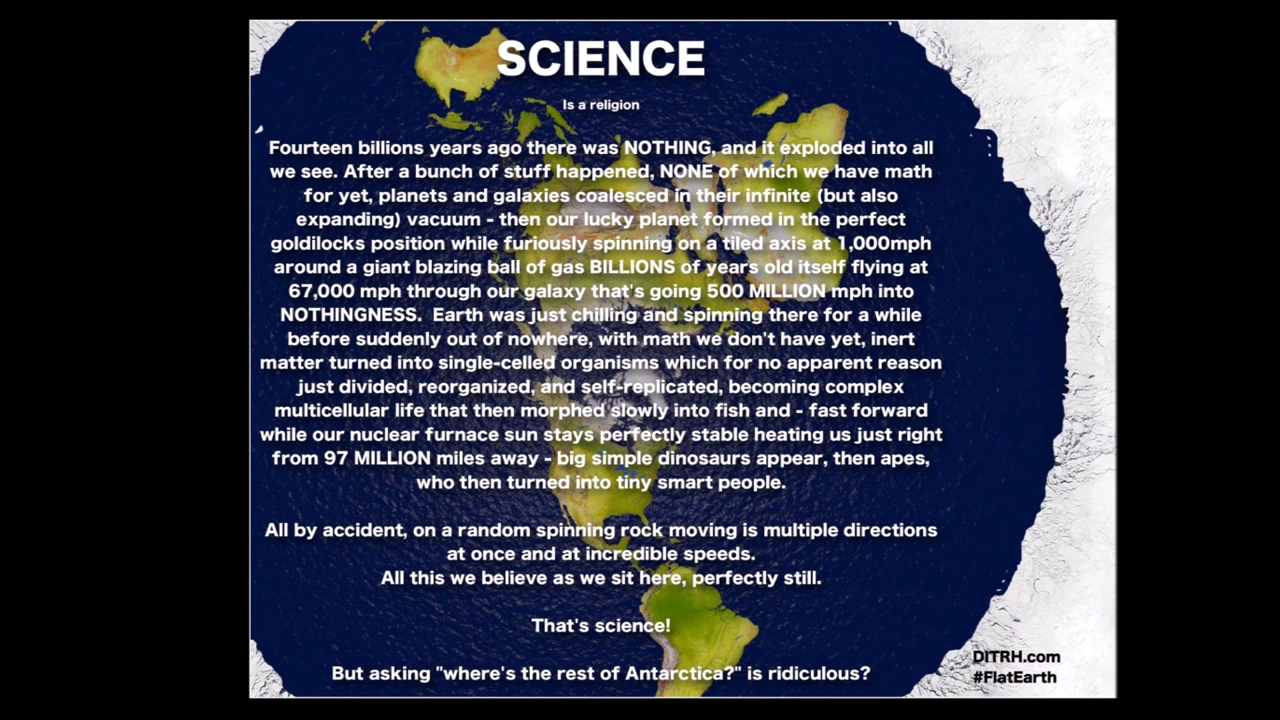 SCIENCE
Is a religion
Fourteen billions years ago there was NOTHING, and it exploded into all
we see. After a bunch of stuff happened, NONE of which we have math
for yet, planets and galaxies coalesced in their infinite (but also
expanding) vacuum - then our lucky planet formed in the perfect
goldilocks position while furiously spinning on a tiled axis at 1,000mph
around a giant blazing ball of gas BILLIONS of years old itself flying at
67,000 mph through our galaxy that's going 500 MILLION mph into
NOTHINGNESS. Earth was just chilling and spinning there for a while
before suddenly out of nowhere, with math we don't have yet, inert
matter turned into single-celled organisms which for no apparent reason
just divided, reorganized, and self-replicated, becoming complex
multicellular life that then morphed slowly into fish and - fast forward
while our nuclear furnace sun stays perfectly stable heating us just right
from 97 MILLION miles away - big simple dinosaurs appear, then apes,
who then turned into tiny smart people.
All by accident, on a random spinning rock moving is multiple directions
at once and at incredible speeds.
All this we believe as we sit here, perfectly still.
That's science!
But asking "where's the rest of Antarctica?" is ridiculous?
DITRH.com
#FlatEarth